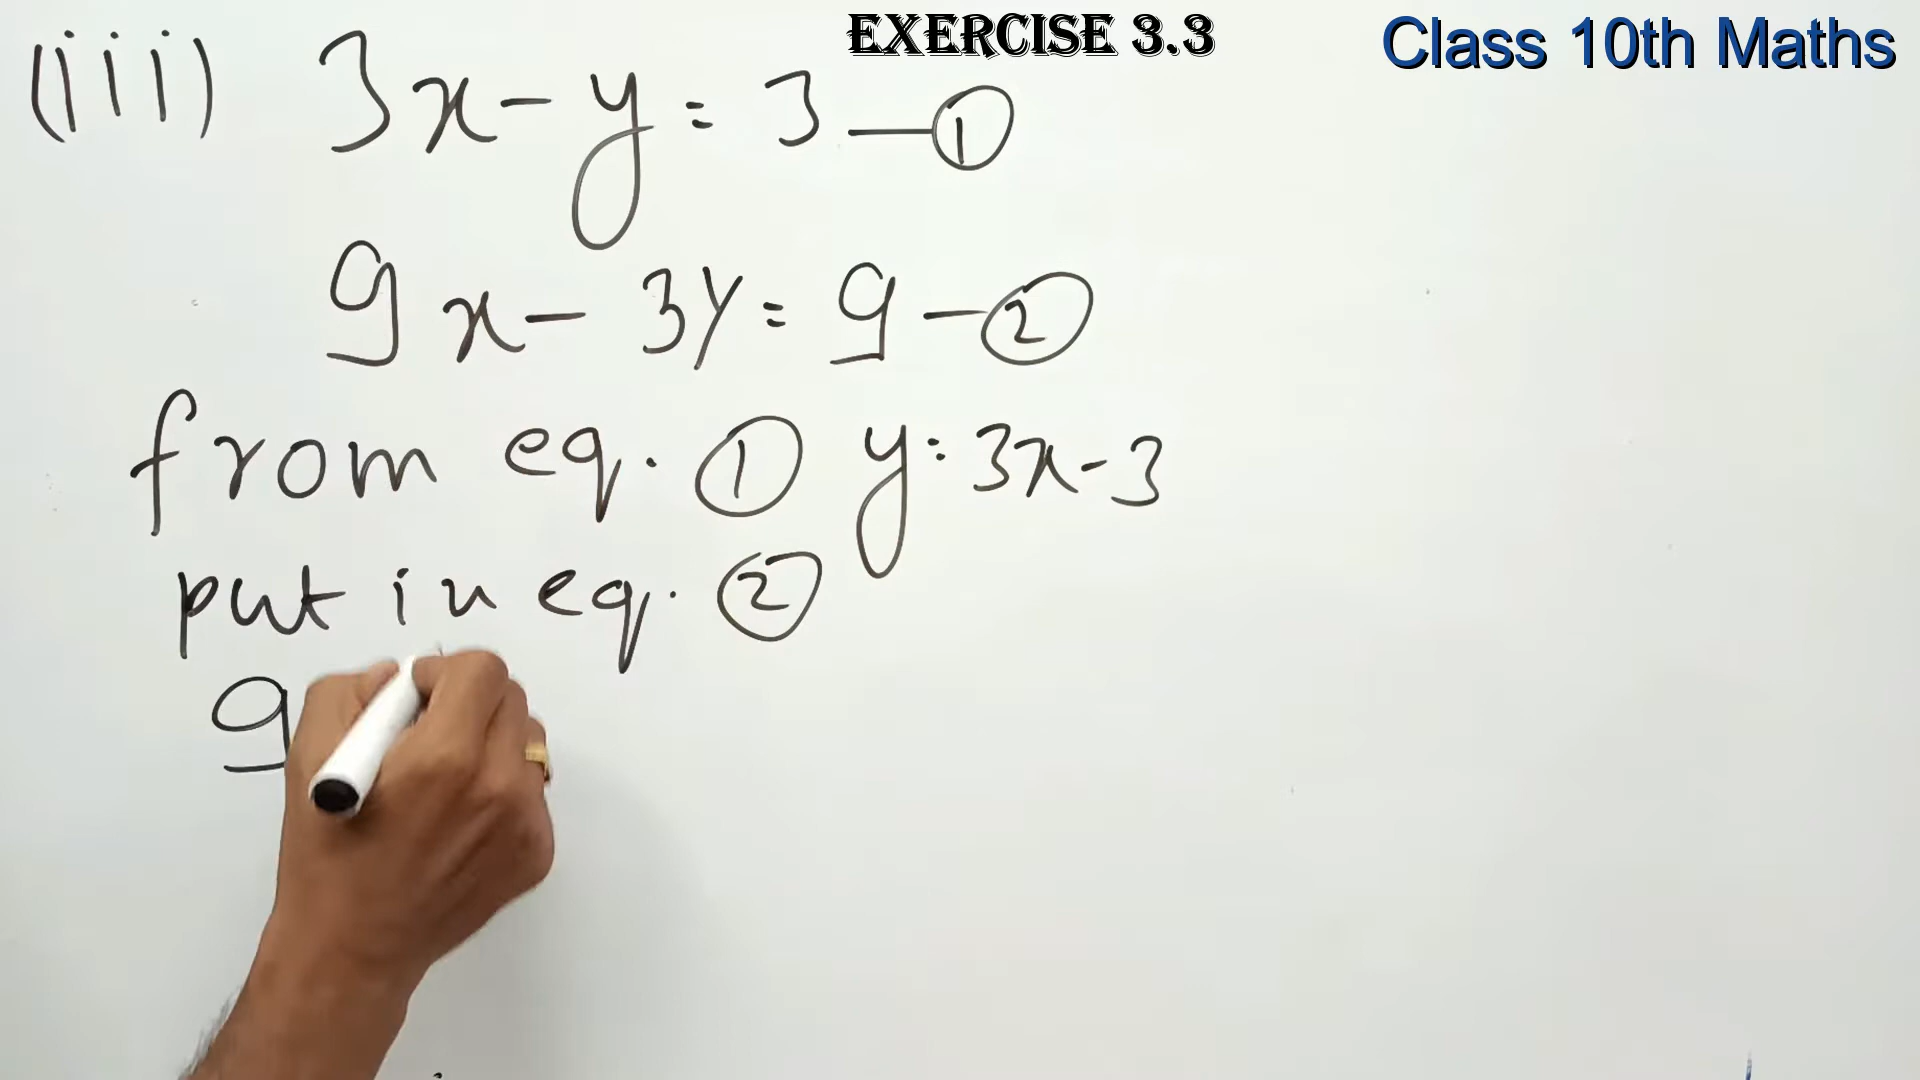 EXERCISE 3.3
Class 10th Maths
(iii) 3x - y = 3 — ①
9x - 3y = 9 - ②
from eq. ① y = 3x - 3
put in eq. ②
9